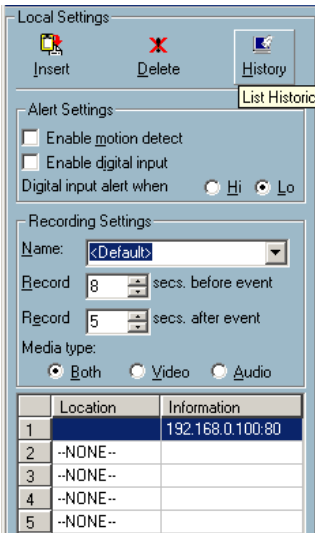 Local Settings
Insert Delete History
List Historic
Alert Settings
Enable motion detect
Enable digital input
Digital input alert when Hi Lo
Recording Settings
Name: <Default>
Record 8 secs. before event
Record 5 secs. after event
Media type:
Both Video Audio
Location Information
1 192.168.0.100:80
2 --NONE--
3 --NONE--
4 --NONE--
5 --NONE--